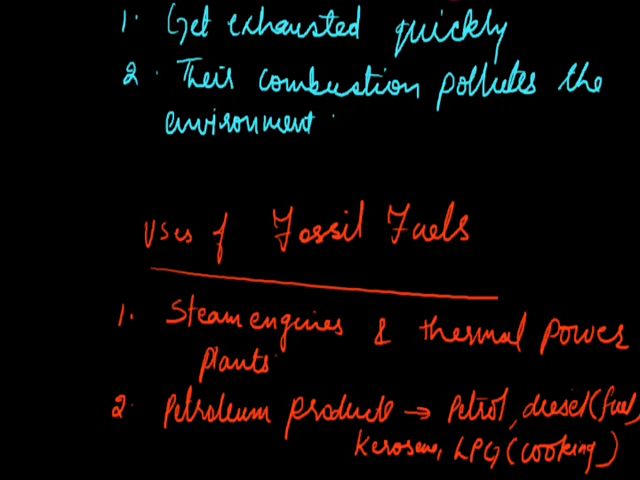 1. Get exhausted quickly
2. Their combustion pollutes the
environment.
Uses of Fossil Fuels
1. Steam engines & thermal power
plants.
2. Petroleum product → Petrol, diesel (fuel)
Kerosene, LPG (cooking)